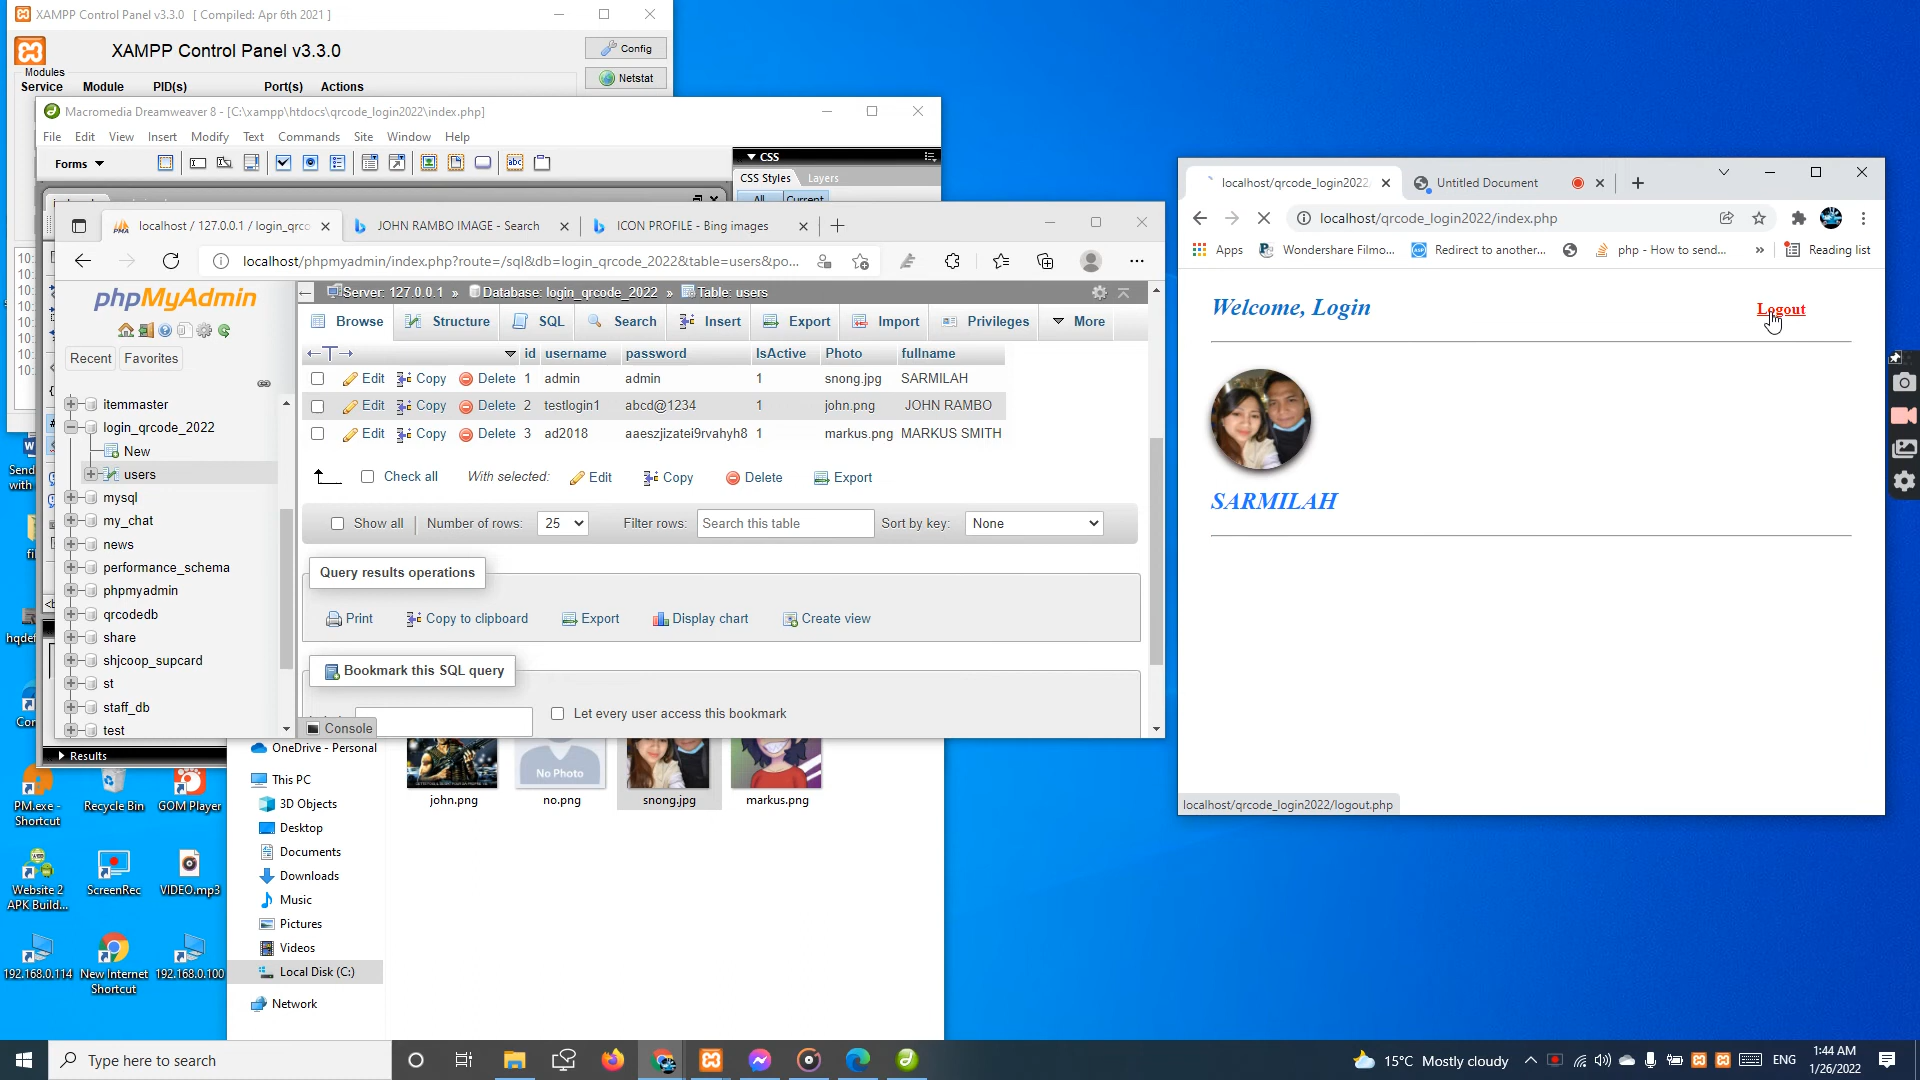 XAMPP Control Panel v3.3.0 [ Compiled: Apr 6th 2021 ]
XAMPP Control Panel v3.3.0
Config
Netstat
Modules
Service Module PID(s) Port(s) Actions
Macromedia Dreamweaver 8 - [C:\xampp\htdocs\qrcode_login2022\index.php]
File Edit View Insert Modify Text Commands Site Window Help
Forms
abc
CSS
CSS Styles Layers
All Current
localhost / 127.0.0.1 / login_qrco
JOHN RAMBO IMAGE - Search
ICON PROFILE - Bing images
localhost/phpmyadmin/index.php?route=/sql&db=login_qrcode_2022&table=users&po...
phpMyAdmin
Recent Favorites
itemmaster
login_qrcode_2022
New
users
mysql
my_chat
news
performance_schema
phpmyadmin
qrcodedb
share
shjcoop_supcard
st
staff_db
test
Server: 127.0.0.1 » Database: login_qrcode_2022 » Table: users
Browse Structure SQL Search Insert Export Import Privileges More
id username password IsActive Photo fullname
Edit Copy Delete 1 admin admin 1 snong.jpg SARMILAH
Edit Copy Delete 2 testlogin1 abcd@1234 1 john.png JOHN RAMBO
Edit Copy Delete 3 ad2018 aaeszjizatei9rvahyh8 1 markus.png MARKUS SMITH
Check all With selected: Edit Copy Delete Export
Show all Number of rows: 25 Filter rows: Search this table Sort by key: None
Query results operations
Print Copy to clipboard Export Display chart Create view
Bookmark this SQL query
Let every user access this bookmark
Console
Results
localhost/qrcode_login2022
Untitled Document
localhost/qrcode_login2022/index.php
Apps Wondershare Filmo... Redirect to another... php - How to send... » Reading list
Welcome, Login
Logout
SARMILAH
localhost/qrcode_login2022/logout.php
OneDrive - Personal
This PC
3D Objects
Desktop
Documents
Downloads
Music
Pictures
Videos
Local Disk (C:)
Network
No Photo
john.png no.png snong.jpg markus.png
Send
with
hqdef
PM.exe - Shortcut
Recycle Bin
GOM Player
Website 2 APK Build...
ScreenRec
VIDEO.mp3
192.168.0.114
New Internet Shortcut
192.168.0.100
Type here to search
15°C Mostly cloudy
ENG
1:44 AM
1/26/2022